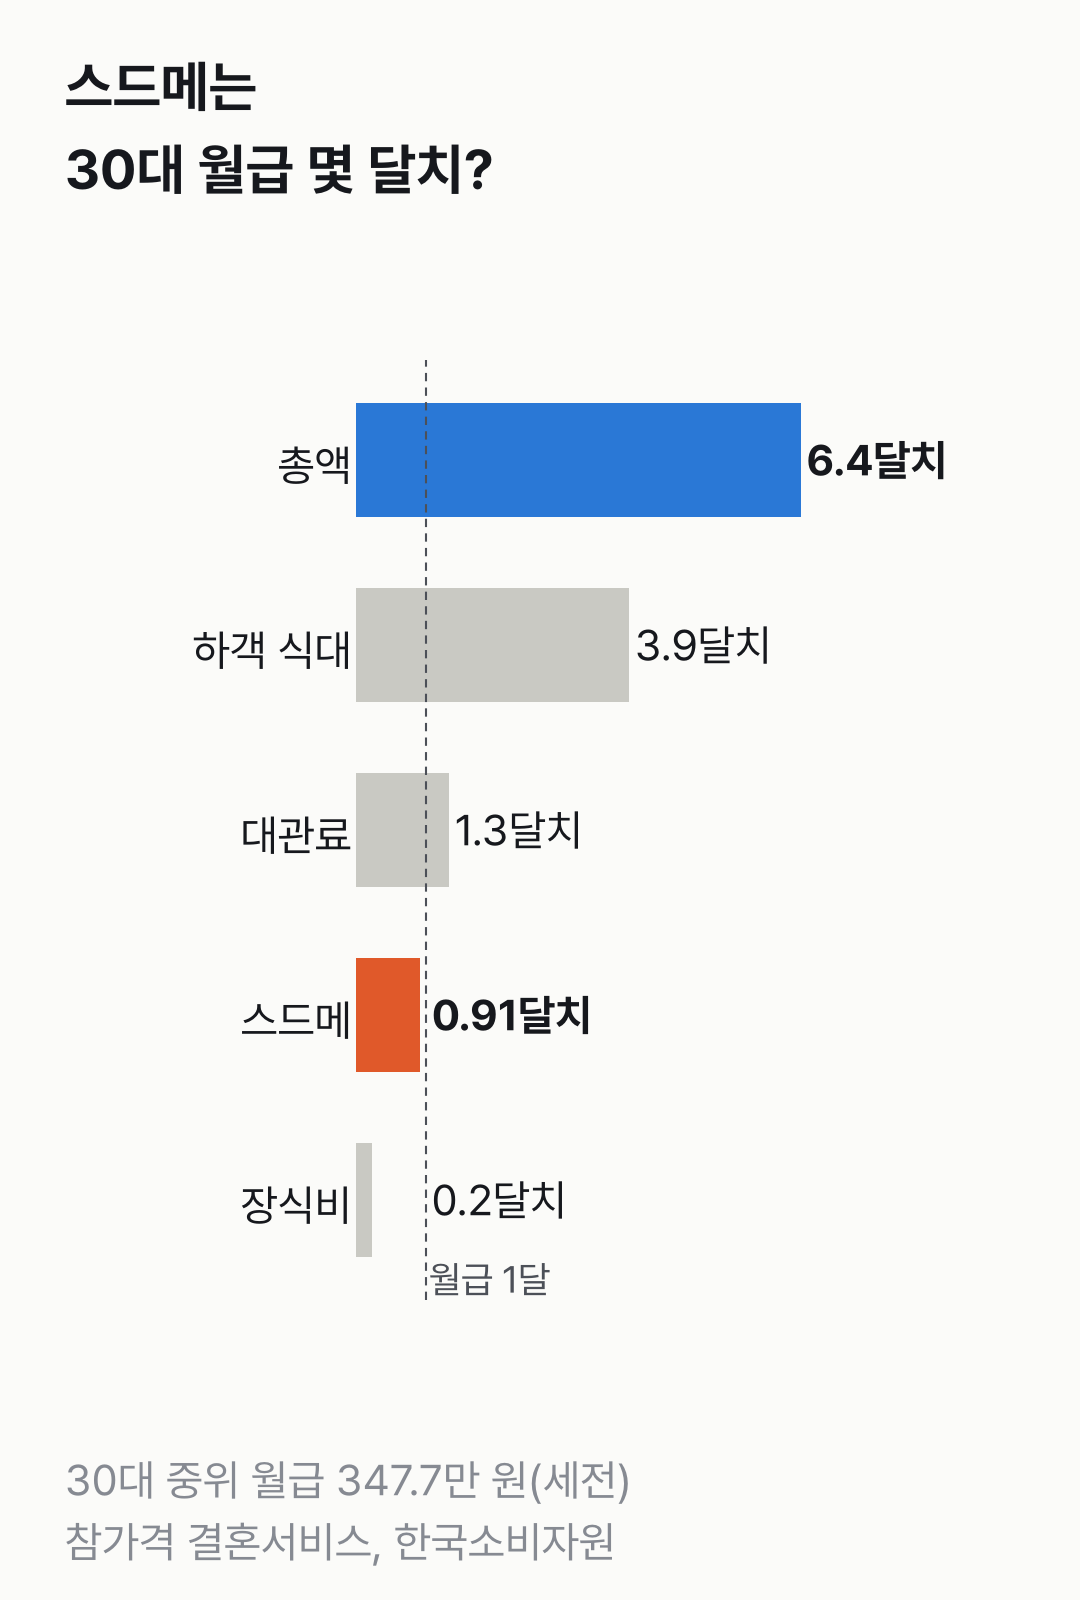 스드메는
30대 월급 몇 달치?
총액 6.4달치
하객 식대 3.9달치
대관료 1.3달치
스드메 0.91달치
장식비 0.2달치
월급 1달
30대 중위 월급 347.7만 원(세전)
참가격 결혼서비스, 한국소비자원